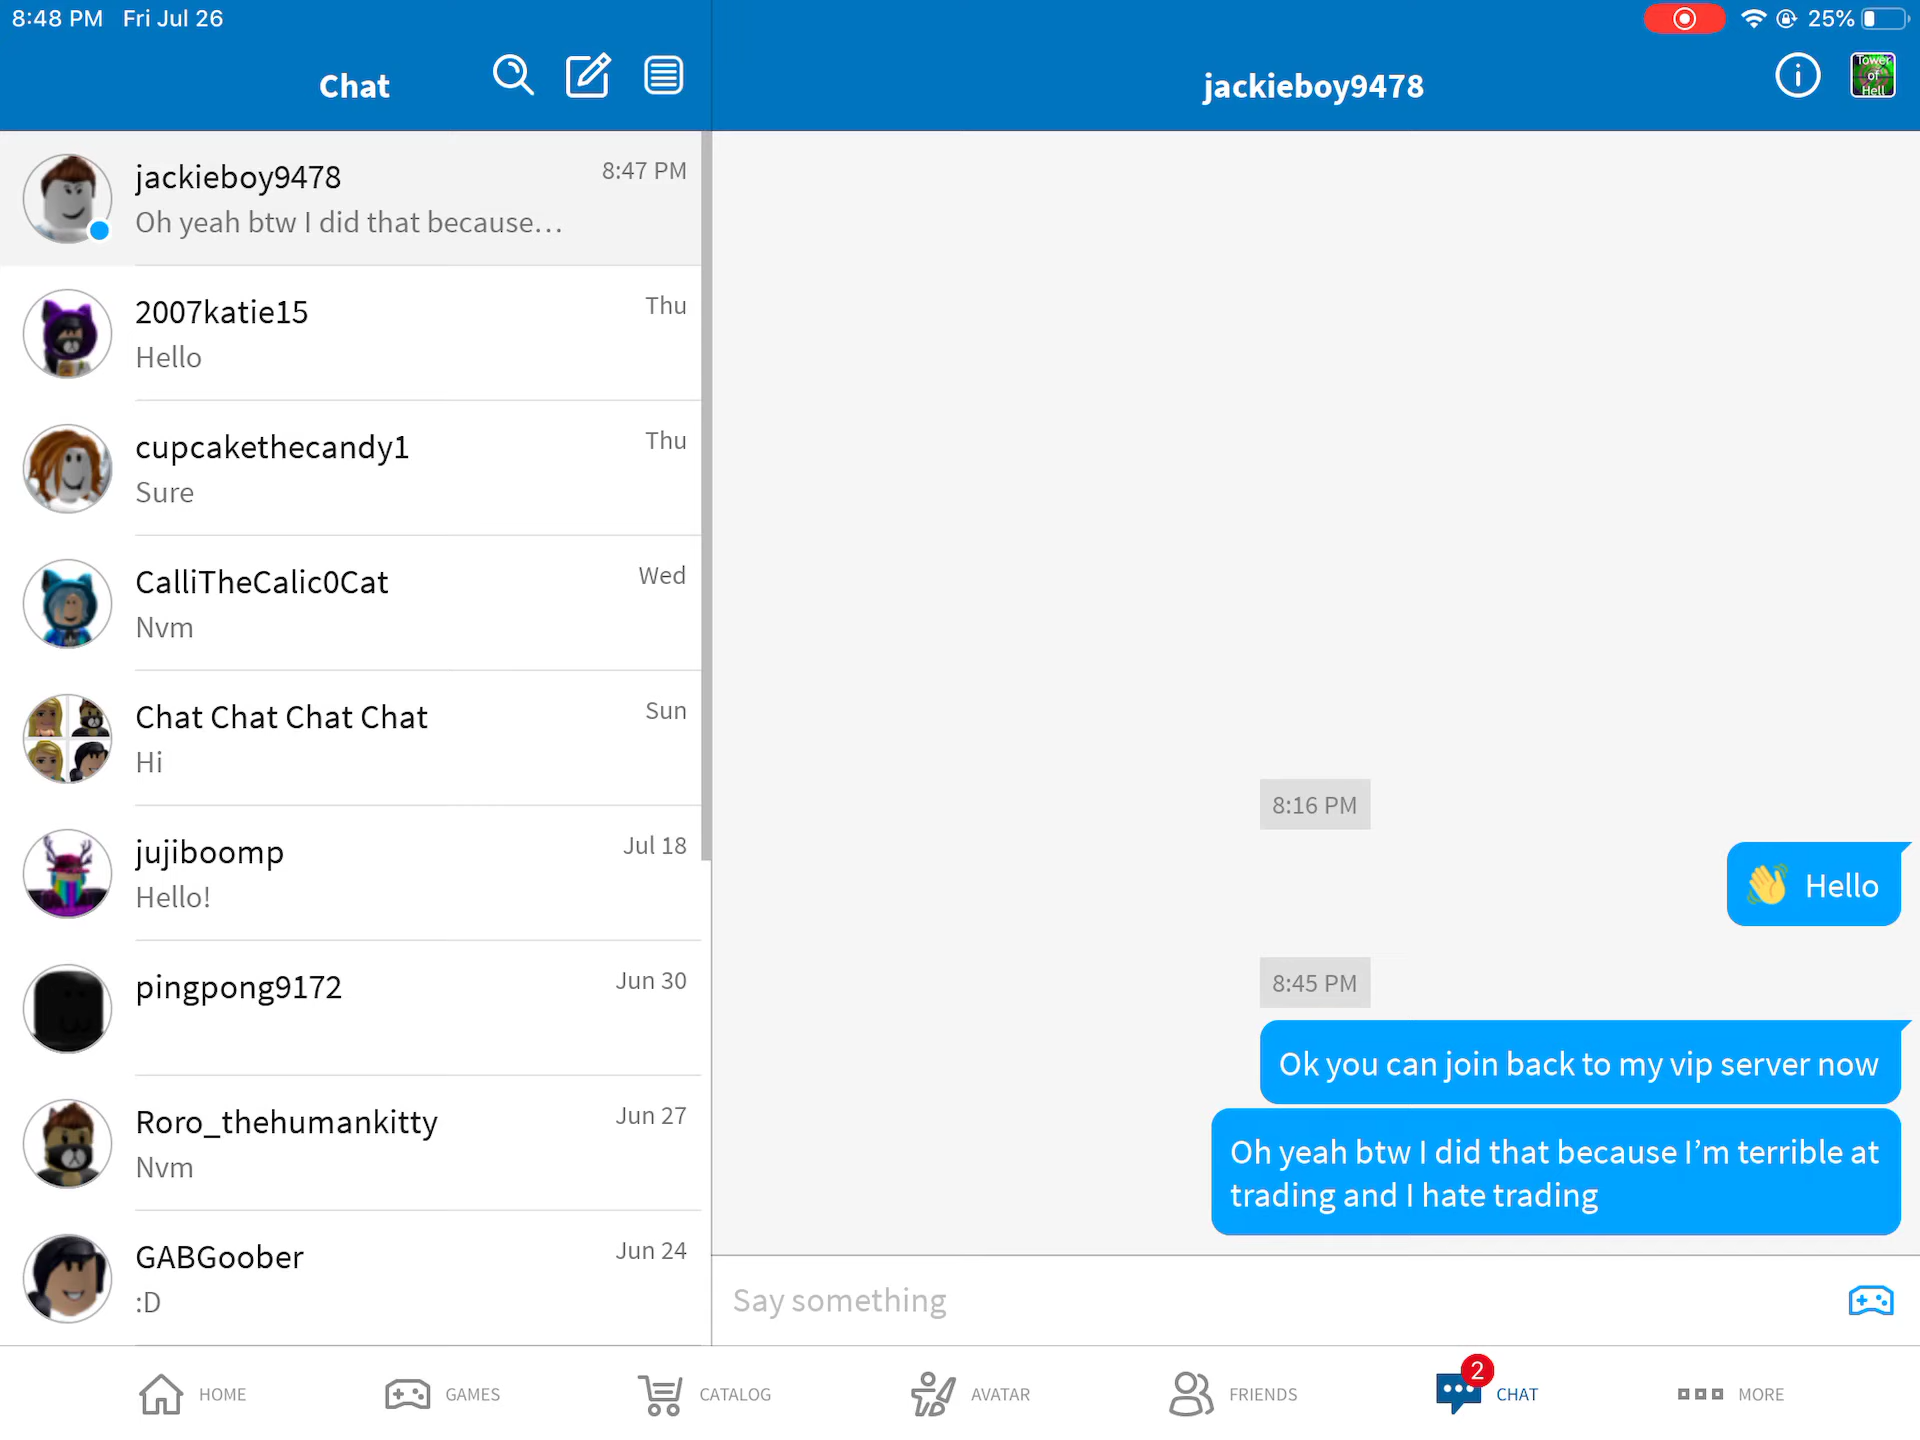 8:48 PM Fri Jul 26
25%
Chat
jackieboy9478
Tower
of
Hell
jackieboy9478
8:47 PM
Oh yeah btw I did that because...
2007katie15
Thu
Hello
cupcakethecandy1
Thu
Sure
CalliTheCalic0Cat
Wed
Nvm
Chat Chat Chat Chat
Sun
Hi
jujiboomp
Jul 18
Hello!
pingpong9172
Jun 30
Roro_thehumankitty
Jun 27
Nvm
GABGoober
Jun 24
:D
8:16 PM
👋 Hello
8:45 PM
Ok you can join back to my vip server now
Oh yeah btw I did that because I’m terrible at
trading and I hate trading
Say something
HOME
GAMES
CATALOG
AVATAR
FRIENDS
2
CHAT
MORE